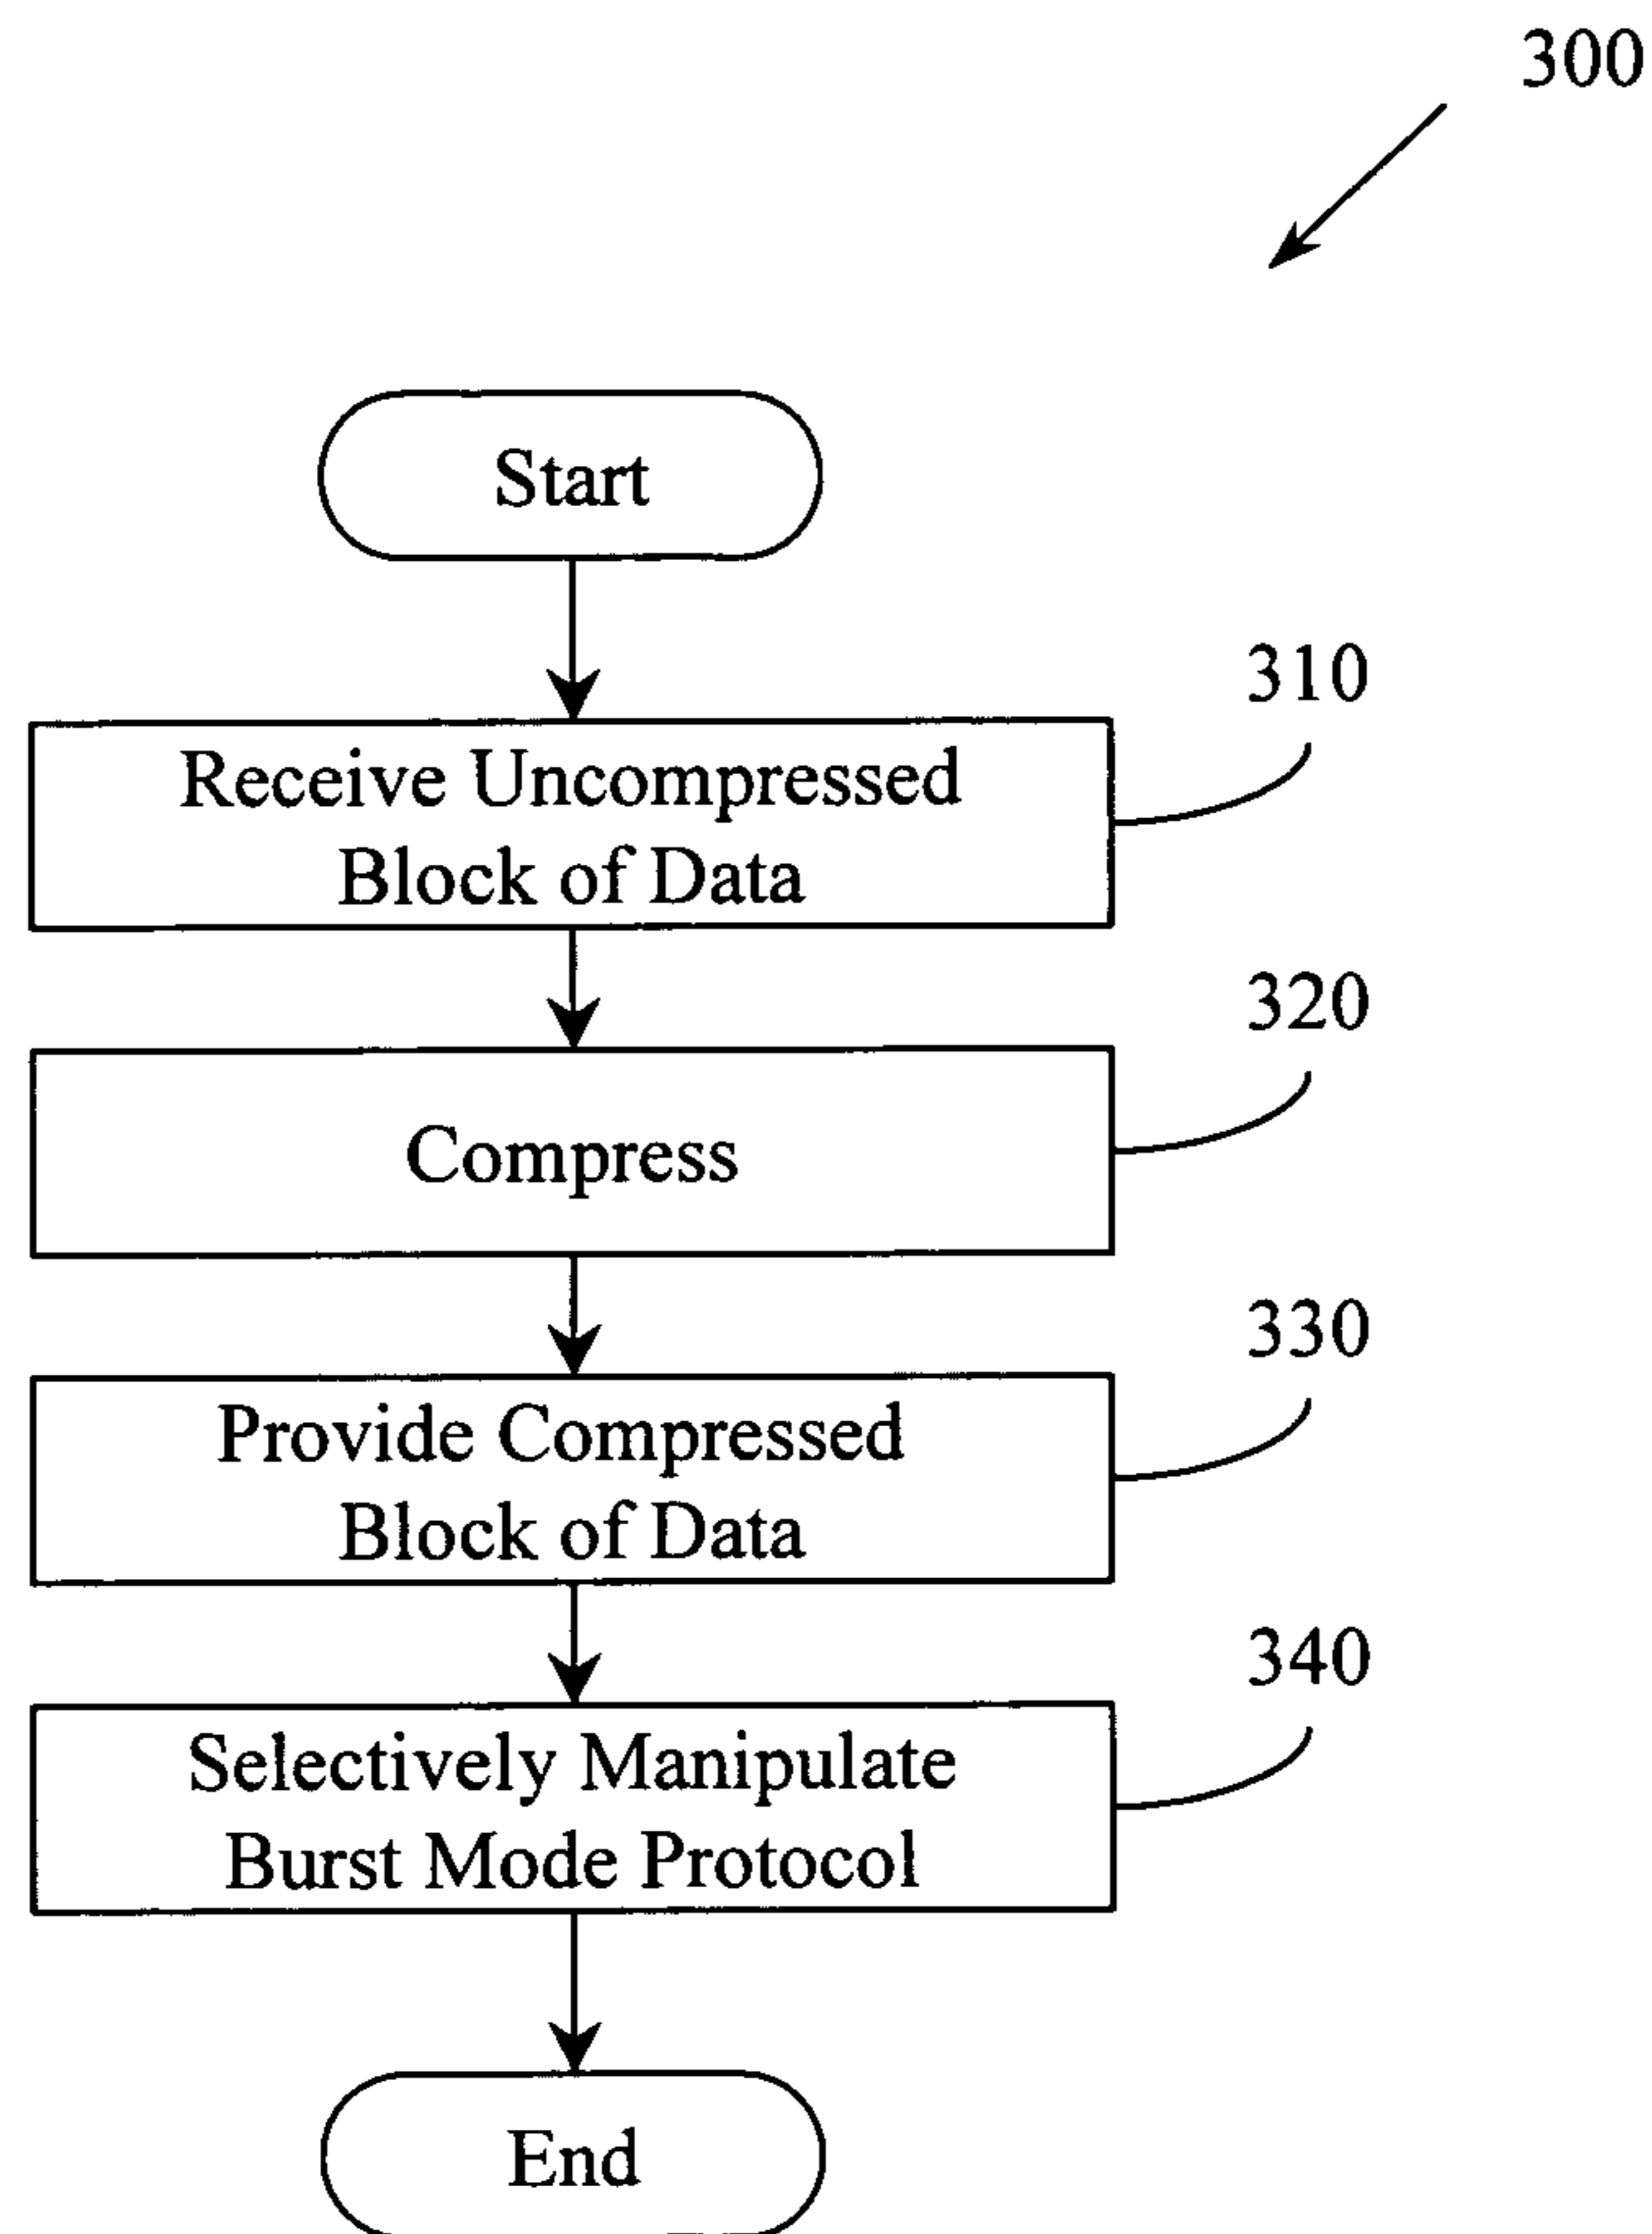 300
Start
310
Receive Uncompressed
Block of Data
320
Compress
330
Provide Compressed
Block of Data
340
Selectively Manipulate
Burst Mode Protocol
End